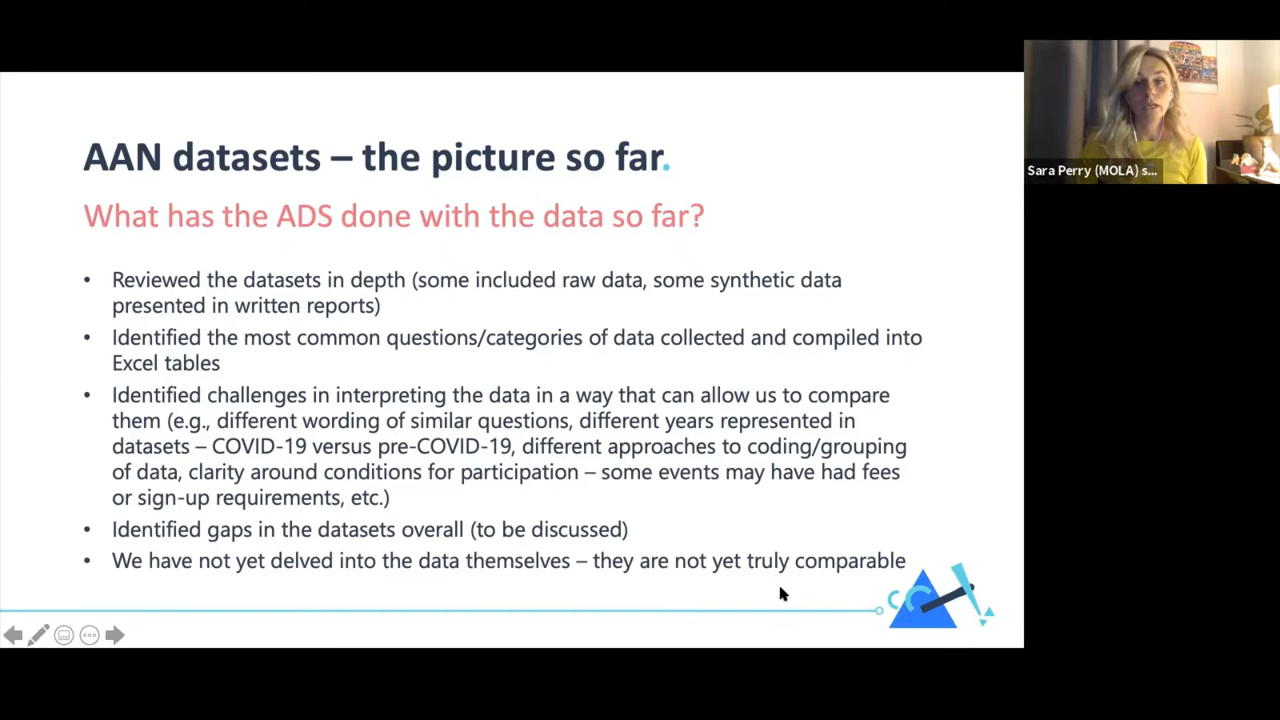 AAN datasets – the picture so far.
What has the ADS done with the data so far?
• Reviewed the datasets in depth (some included raw data, some synthetic data
presented in written reports)
• Identified the most common questions/categories of data collected and compiled into
Excel tables
• Identified challenges in interpreting the data in a way that can allow us to compare
them (e.g., different wording of similar questions, different years represented in
datasets – COVID-19 versus pre-COVID-19, different approaches to coding/grouping
of data, clarity around conditions for participation – some events may have had fees
or sign-up requirements, etc.)
• Identified gaps in the datasets overall (to be discussed)
• We have not yet delved into the data themselves – they are not yet truly comparable
Sara Perry (MOLA) s...